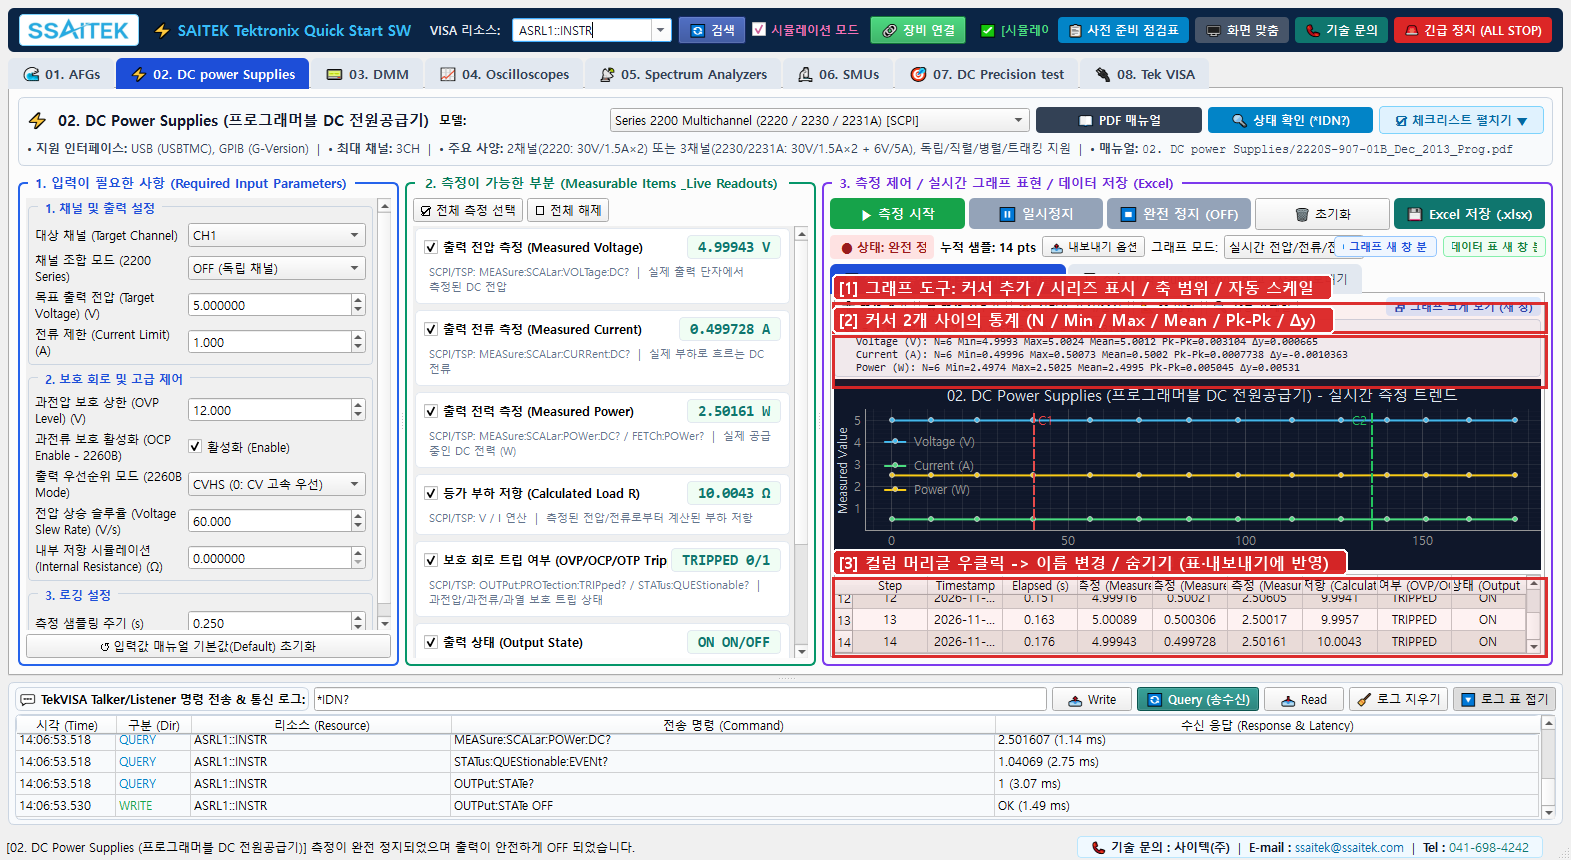 SSAITEK
SAITEK Tektronix Quick Start SW
VISA 리소스:
ASRL1::INSTR
검색
시뮬레이션 모드
장비 연결
[시뮬레이
사전 준비 점검표
화면 맞춤
기술 문의
긴급 정지 (ALL STOP)
01. AFGs
02. DC power Supplies
03. DMM
04. Oscilloscopes
05. Spectrum Analyzers
06. SMUs
07. DC Precision test
08. Tek VISA
02. DC Power Supplies (프로그래머블 DC 전원공급기)
모델:
Series 2200 Multichannel (2220 / 2230 / 2231A) [SCPI]
PDF 매뉴얼
상태 확인 (*IDN?)
체크리스트 펼치기 ▼
• 지원 인터페이스: USB (USBTMC), GPIB (G-Version) | • 최대 채널: 3CH | • 주요 사양: 2채널(2220: 30V/1.5A×2) 또는 3채널(2230/2231A: 30V/1.5A×2 + 6V/5A), 독립/직렬/병렬/트래킹 지원 | • 매뉴얼: 02. DC power Supplies/2220S-907-01B_Dec_2013_Prog.pdf
1. 입력이 필요한 사항 (Required Input Parameters)
1. 채널 및 출력 설정
대상 채널 (Target Channel)
CH1
채널 조합 모드 (2200 Series)
OFF (독립 채널)
목표 출력 전압 (Target Voltage) (V)
5.000000
전류 제한 (Current Limit) (A)
1.000
2. 보호 회로 및 고급 제어
과전압 보호 상한 (OVP Level) (V)
12.000
과전류 보호 활성화 (OCP Enable - 2260B)
활성화 (Enable)
출력 우선순위 모드 (2260B Mode)
CVHS (0: CV 고속 우선)
전압 상승 슬루율 (Voltage Slew Rate) (V/s)
60.000
내부 저항 시뮬레이션 (Internal Resistance) (Ω)
0.000000
3. 로깅 설정
측정 샘플링 주기 (s)
0.250
↺ 입력값 매뉴얼 기본값(Default) 초기화
2. 측정이 가능한 부분 (Measurable Items _Live Readouts)
전체 측정 선택
전체 해제
출력 전압 측정 (Measured Voltage)
4.99943 V
SCPI/TSP: MEASure:SCALar:VOLTage:DC? | 실제 출력 단자에서
측정된 DC 전압
출력 전류 측정 (Measured Current)
0.499728 A
SCPI/TSP: MEASure:SCALar:CURRent:DC? | 실제 부하로 흐르는 DC
전류
출력 전력 측정 (Measured Power)
2.50161 W
SCPI/TSP: MEASure:SCALar:POWer:DC? / FETCh:POWer? | 실제 공급
중인 DC 전력 (W)
등가 부하 저항 (Calculated Load R)
10.0043 Ω
SCPI/TSP: V / I 연산 | 측정된 전압/전류로부터 계산된 부하 저항
보호 회로 트립 여부 (OVP/OCP/OTP Trip
TRIPPED 0/1
SCPI/TSP: OUTPut:PROTection:TRIPped? / STATus:QUEStionable? |
과전압/과전류/과열 보호 트립 상태
출력 상태 (Output State)
ON ON/OFF
3. 측정 제어 / 실시간 그래프 표현 / 데이터 저장 (Excel)
▶ 측정 시작
일시정지
완전 정지 (OFF)
초기화
Excel 저장 (.xlsx)
상태: 완전 정
누적 샘플: 14 pts
내보내기 옵션
그래프 모드:
실시간 전압/전류/전
그래프 새 창 분
데이터 표 새 창 분
[1] 그래프 도구: 커서 추가 / 시리즈 표시 / 축 범위 / 자동 스케일
[2] 커서 2개 사이의 통계 (N / Min / Max / Mean / Pk-Pk / Δy)
그래프 크게 보기 (새 창)
Voltage (V): N=6 Min=4.9993 Max=5.0024 Mean=5.0012 Pk-Pk=0.003104 Δy=0.000665
Current (A): N=6 Min=0.49996 Max=0.50073 Mean=0.5002 Pk-Pk=0.0007738 Δy=-0.0010363
Power (W): N=6 Min=2.4974 Max=2.5025 Mean=2.4995 Pk-Pk=0.005045 Δy=0.00531
02. DC Power Supplies (프로그래머블 DC 전원공급기) - 실시간 측정 트렌드
Measured Value
5
4
3
2
1
C1
C2
Voltage (V)
Current (A)
Power (W)
0
50
100
150
[3] 컬럼 머리글 우클릭 -> 이름 변경 / 숨기기 (표·내보내기에 반영)
Step Timestamp Elapsed (s) 측정 (Measure 측정 (Measure 측정 (Measur 저항 (Calculat 여부 (OVP/O 상태 (Output
12 12 2026-11-... 0.151 4.99916 0.50021 2.50605 9.9941 TRIPPED ON
13 13 2026-11-... 0.163 5.00089 0.500306 2.50017 9.9957 TRIPPED ON
14 14 2026-11-... 0.176 4.99943 0.499728 2.50161 10.0043 TRIPPED ON
TekVISA Talker/Listener 명령 전송 & 통신 로그:
*IDN?
Write
Query (송수신)
Read
로그 지우기
로그 표 접기
시각 (Time) 구분 (Dir) 리소스 (Resource) 전송 명령 (Command) 수신 응답 (Response & Latency)
14:06:53.518 QUERY ASRL1::INSTR MEASure:SCALar:POWer:DC? 2.501607 (1.14 ms)
14:06:53.518 QUERY ASRL1::INSTR STATus:QUEStionable:EVENt? 1.04069 (2.75 ms)
14:06:53.518 QUERY ASRL1::INSTR OUTPut:STATe? 1 (3.07 ms)
14:06:53.530 WRITE ASRL1::INSTR OUTPut:STATe OFF OK (1.49 ms)
[02. DC Power Supplies (프로그래머블 DC 전원공급기)] 측정이 완전 정지되었으며 출력이 안전하게 OFF 되었습니다.
기술 문의 : 사이텍(주) | E-mail : ssaitek@ssaitek.com | Tel : 041-698-4242